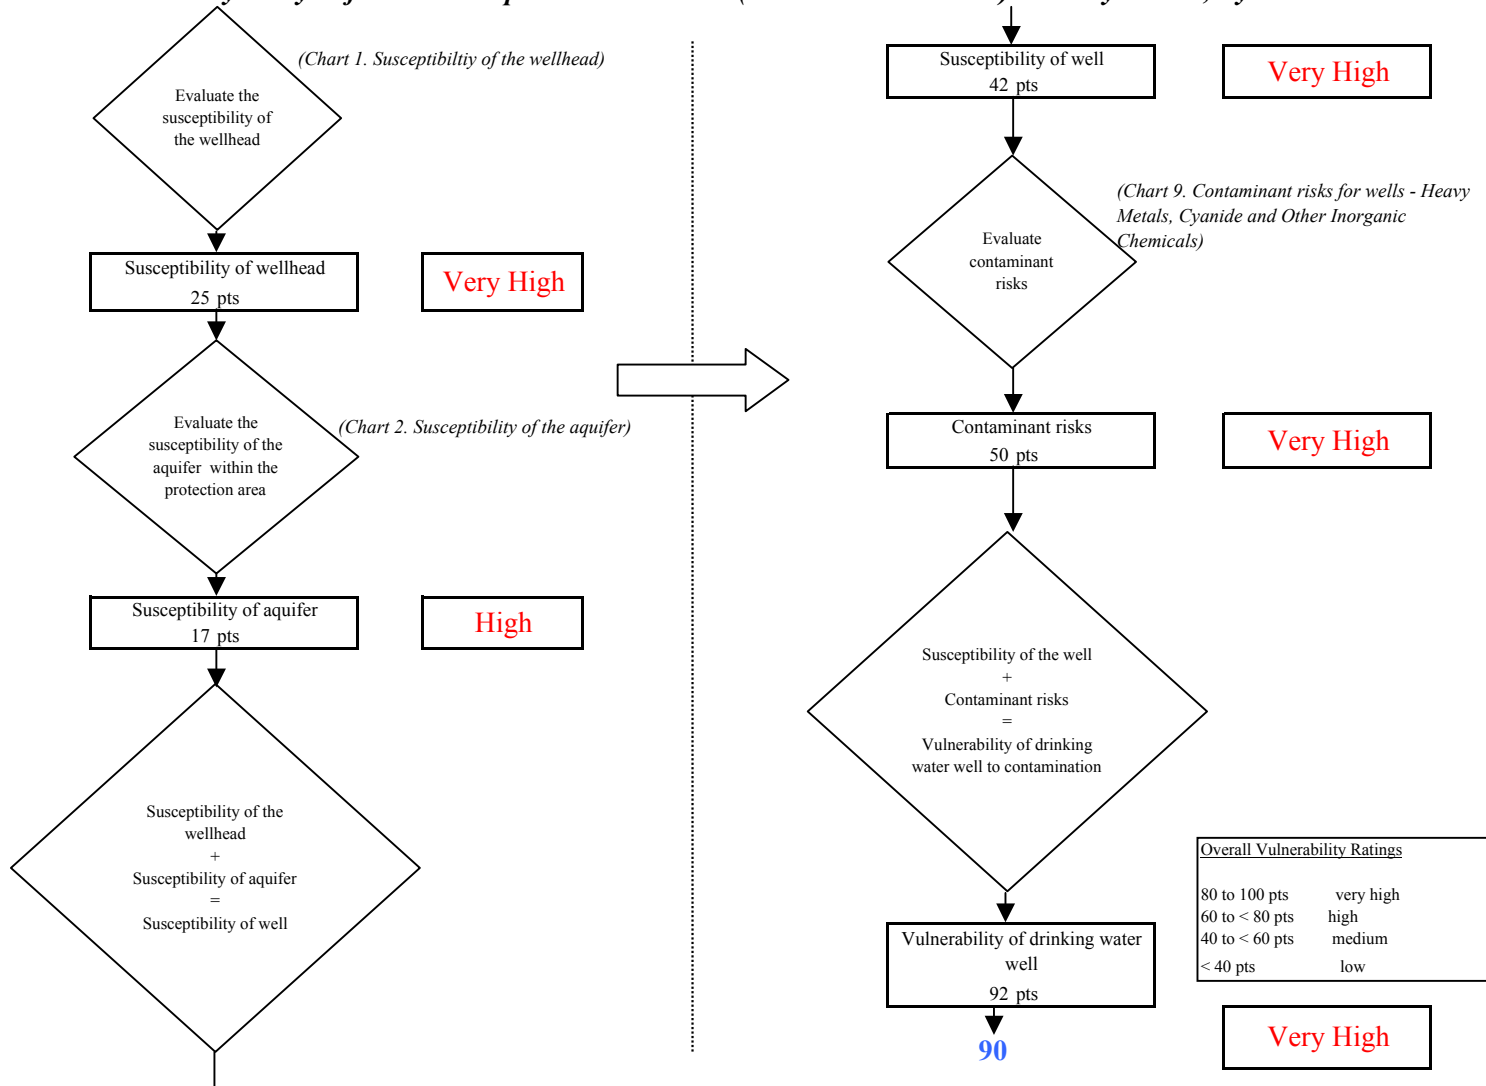 (Chart 1. Susceptibiltiy of the wellhead)
Evaluate the
susceptibility of
the wellhead
Susceptibility of wellhead
25 pts
Very High
Evaluate the
susceptibility of the
aquifer within the
protection area
(Chart 2. Susceptibility of the aquifer)
Susceptibility of aquifer
17 pts
High
Susceptibility of the
wellhead
+
Susceptibility of aquifer
=
Susceptibility of well
Susceptibility of well
42 pts
Very High
(Chart 9. Contaminant risks for wells - Heavy
Metals, Cyanide and Other Inorganic
Chemicals)
Evaluate
contaminant
risks
Contaminant risks
50 pts
Very High
Susceptibility of the well
+
Contaminant risks
=
Vulnerability of drinking
water well to contamination
Overall Vulnerability Ratings
80 to 100 pts very high
60 to < 80 pts high
40 to < 60 pts medium
< 40 pts low
Vulnerability of drinking water
well
92 pts
90
Very High